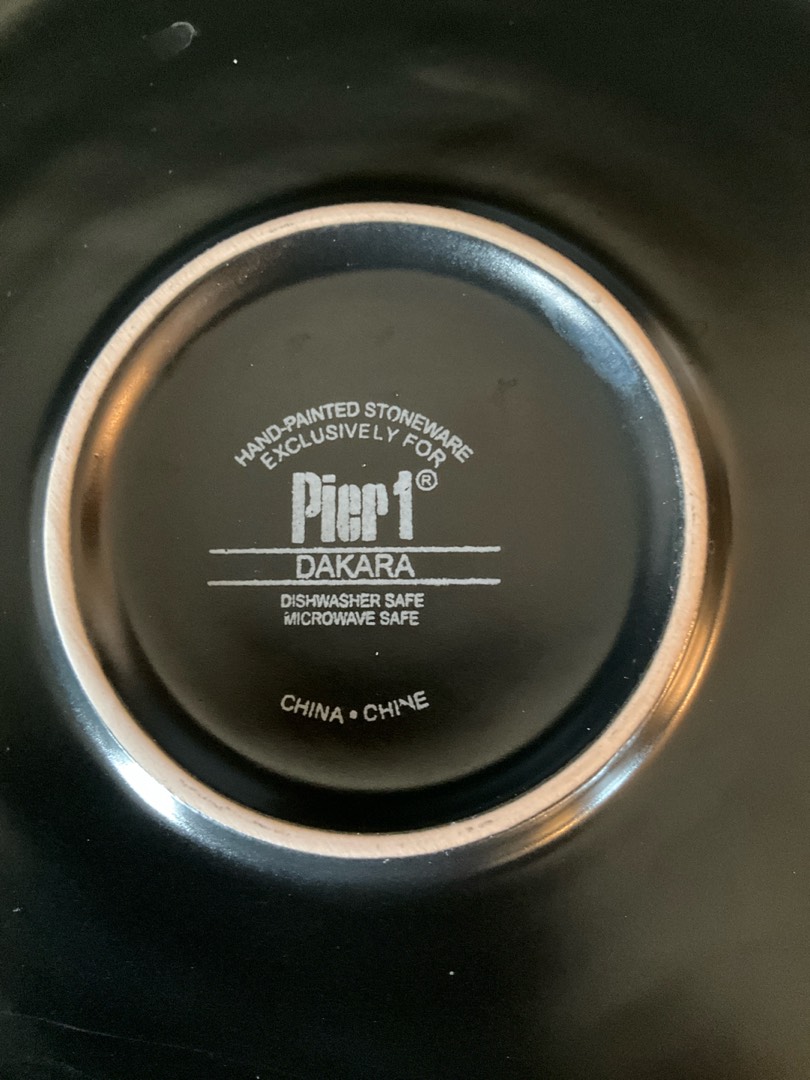 HAND-PAINTED STONEWARE
EXCLUSIVELY FOR
Pier 1®
DAKARA
DISHWASHER SAFE
MICROWAVE SAFE
CHINA • CHINE